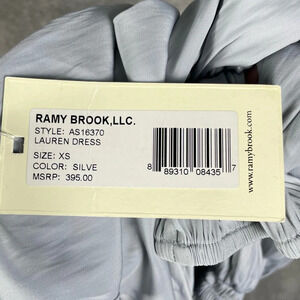 RAMY BROOK,LLC.
STYLE: AS16370
LAUREN DRESS
SIZE: XS
COLOR: SILVE
MSRP: 395.00
8 89310 08435 7
www.ramybrook.com